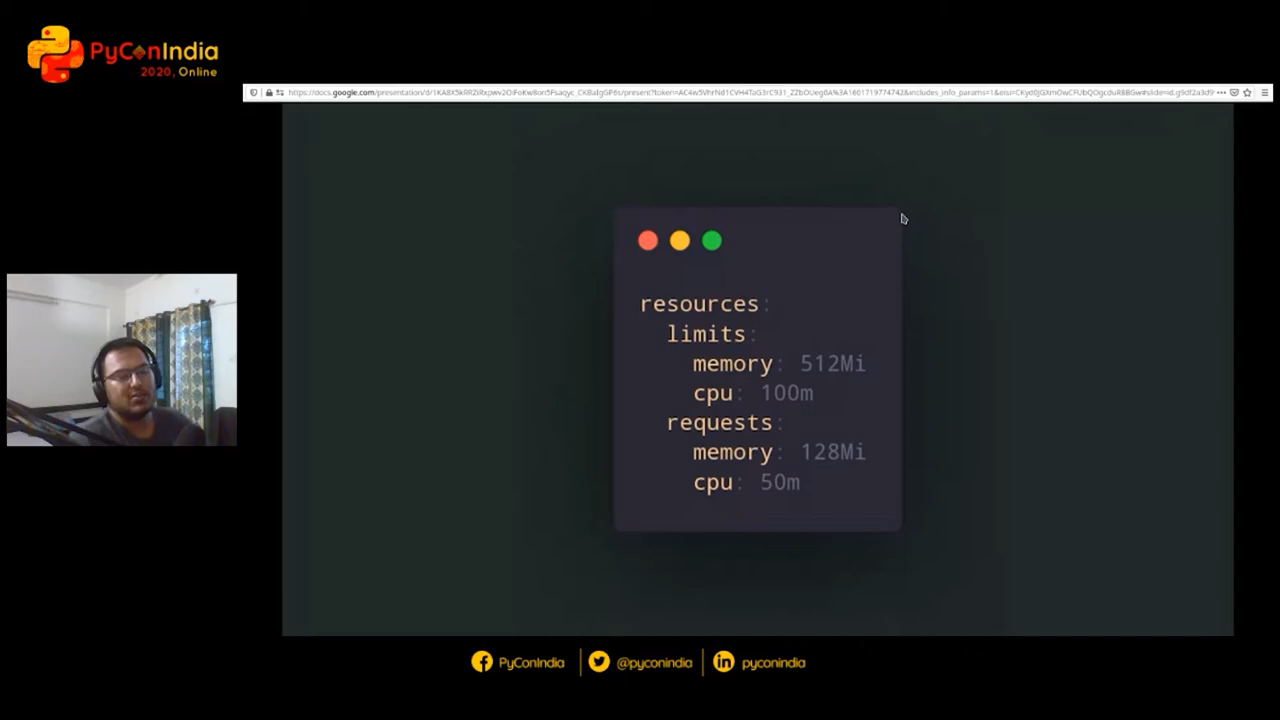 PyConIndia
2020, Online
resources:
limits:
memory: 512Mi
cpu: 100m
requests:
memory: 128Mi
cpu: 50m
PyConIndia
@pyconindia
pyconindia